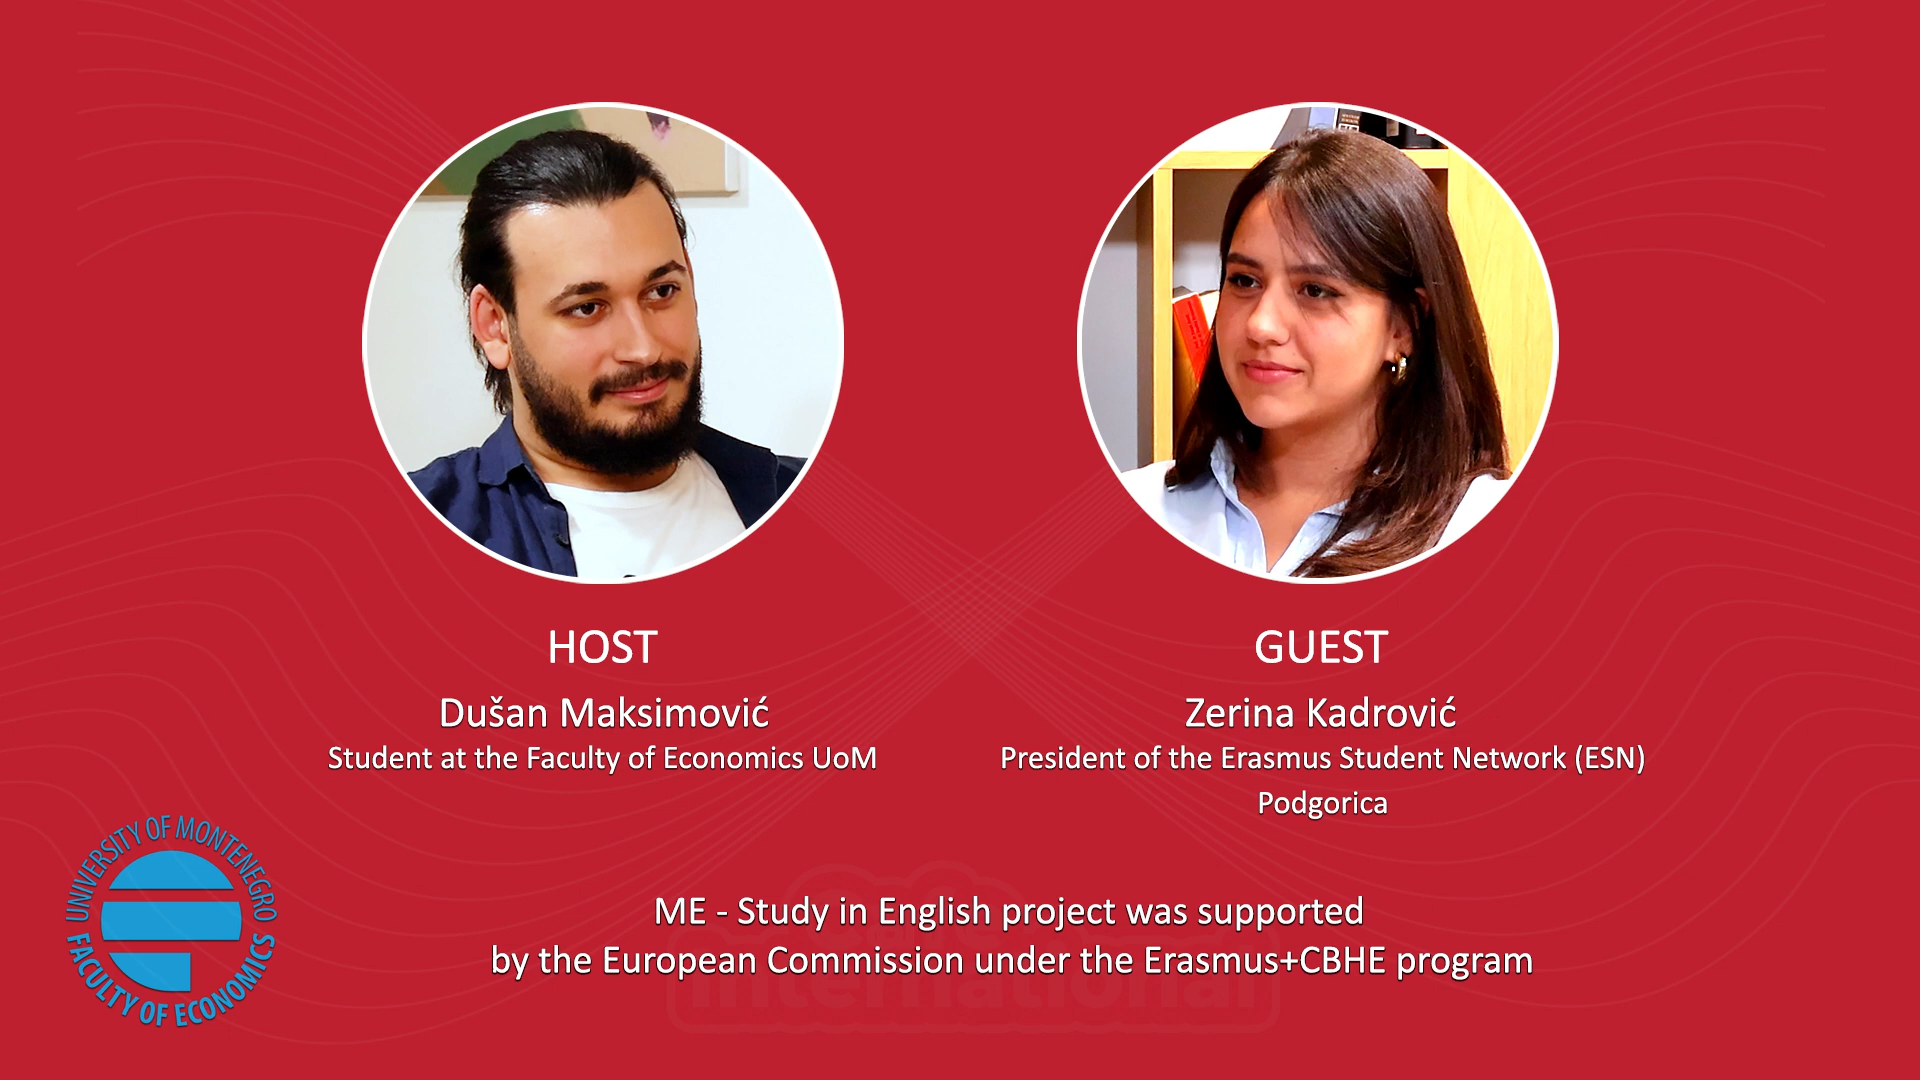 HOST
Dušan Maksimović
Student at the Faculty of Economics UoM
GUEST
Zerina Kadrović
President of the Erasmus Student Network (ESN)
Podgorica
UNIVERSITY OF MONTENEGRO
FACULTY OF ECONOMICS
ME - Study in English project was supported
by the European Commission under the Erasmus+CBHE program
international